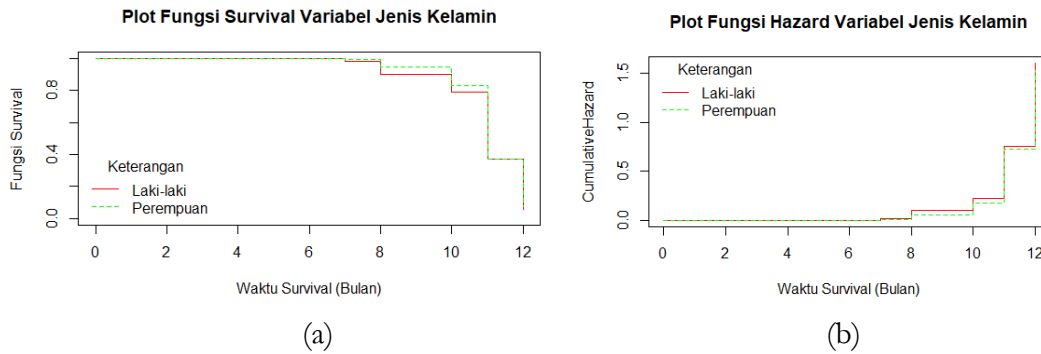 Plot Fungsi Survival Variabel Jenis Kelamin
Fungsi Survival
0.0 0.4 0.8
Keterangan
Laki-laki
Perempuan
0 2 4 6 8 10 12
Waktu Survival (Bulan)
(a)
Plot Fungsi Hazard Variabel Jenis Kelamin
CumulativeHazard
0.0 0.5 1.0 1.5
Keterangan
Laki-laki
Perempuan
0 2 4 6 8 10 12
Waktu Survival (Bulan)
(b)